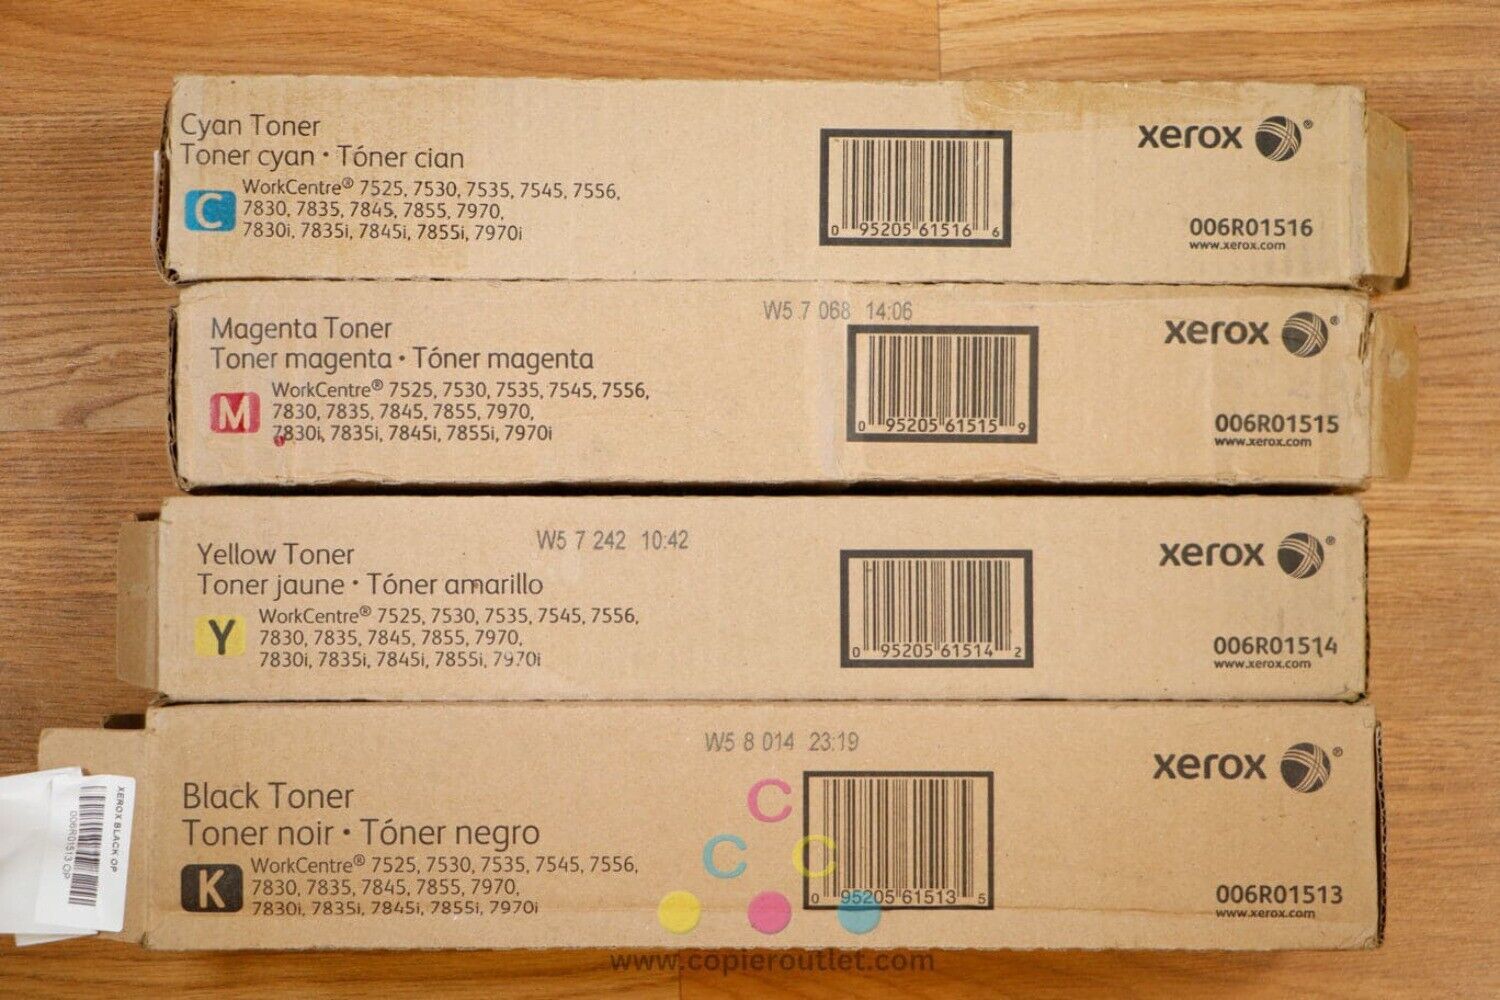 Cyan Toner
Toner cyan • Tóner cian
C
WorkCentre® 7525, 7530, 7535, 7545, 7556,
7830, 7835, 7845, 7855, 7970,
7830i, 7835i, 7845i, 7855i, 7970i
0 95205 61516 6
xerox ®
006R01516
www.xerox.com
W5 7 068 14:06
Magenta Toner
Toner magenta • Tóner magenta
M
WorkCentre® 7525, 7530, 7535, 7545, 7556,
7830, 7835, 7845, 7855, 7970,
7830i, 7835i, 7845i, 7855i, 7970i
0 95205 61515 9
xerox ®
006R01515
www.xerox.com
W5 7 242 10:42
Yellow Toner
Toner jaune • Tóner amarillo
Y
WorkCentre® 7525, 7530, 7535, 7545, 7556,
7830, 7835, 7845, 7855, 7970,
7830i, 7835i, 7845i, 7855i, 7970i
0 95205 61514 2
xerox ®
006R01514
www.xerox.com
W5 8 014 23:19
Black Toner
Toner noir • Tóner negro
K
WorkCentre® 7525, 7530, 7535, 7545, 7556,
7830, 7835, 7845, 7855, 7970,
7830i, 7835i, 7845i, 7855i, 7970i
C
C C
0 95205 61513 5
xerox ®
006R01513
www.xerox.com
XEROX BLACK OP
006R01513 OP
www.copieroutlet.com